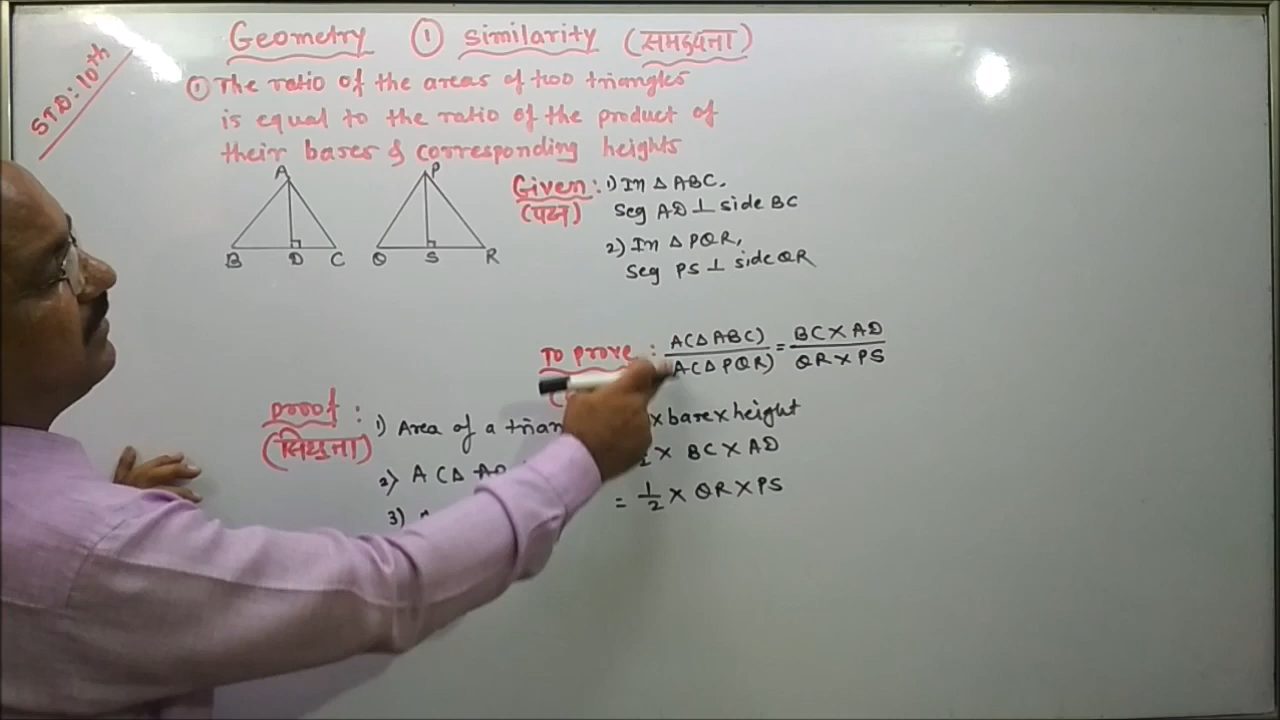 STD: 10th
Geometry ① Similarity (समरूपता)
① The ratio of the areas of two triangles
is equal to the ratio of the product of
their bases & corresponding heights
A
B D C
P
Q S R
Given : 1) In △ ABC,
(पक्ष) Seg AD ⊥ side BC
2) In △ PQR,
Seg PS ⊥ side QR
To prove : A(△ ABC) / A(△ PQR) = BC × AD / QR × PS
Proof : 1) Area of a × base × height
(सिद्धता)
2) A (△ × BC × AD
3) = 1/2 × QR × PS